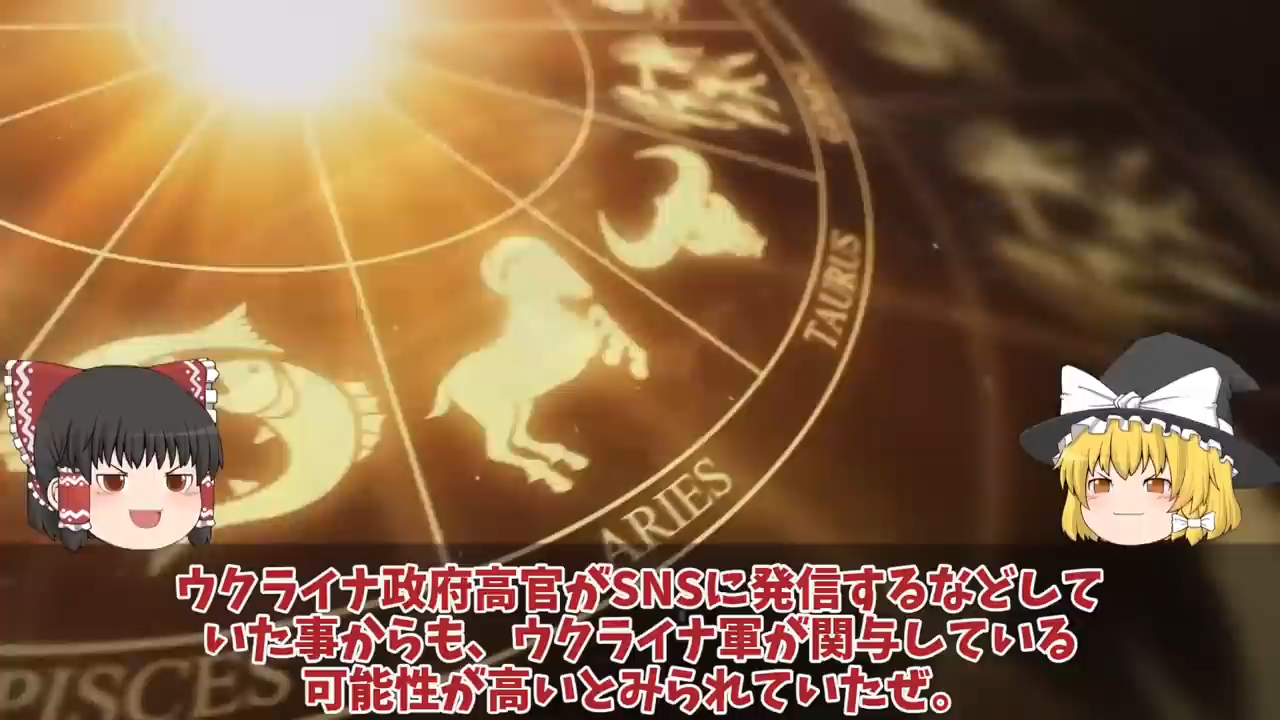 TAURUS
ARIES
PISCES
ウクライナ政府高官がSNSに発信するなどして
いた事からも、ウクライナ軍が関与している
可能性が高いとみられていたぜ。